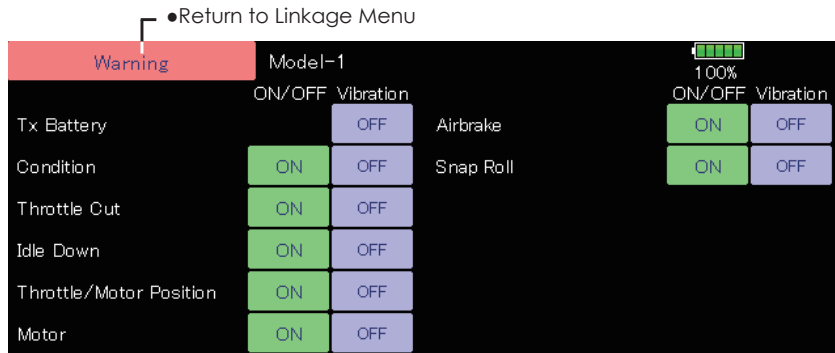 ●Return to Linkage Menu
Warning Model-1 100%
ON/OFF Vibration ON/OFF Vibration
Tx Battery OFF Airbrake ON OFF
Condition ON OFF Snap Roll ON OFF
Throttle Cut ON OFF
Idle Down ON OFF
Throttle/Motor Position ON OFF
Motor ON OFF